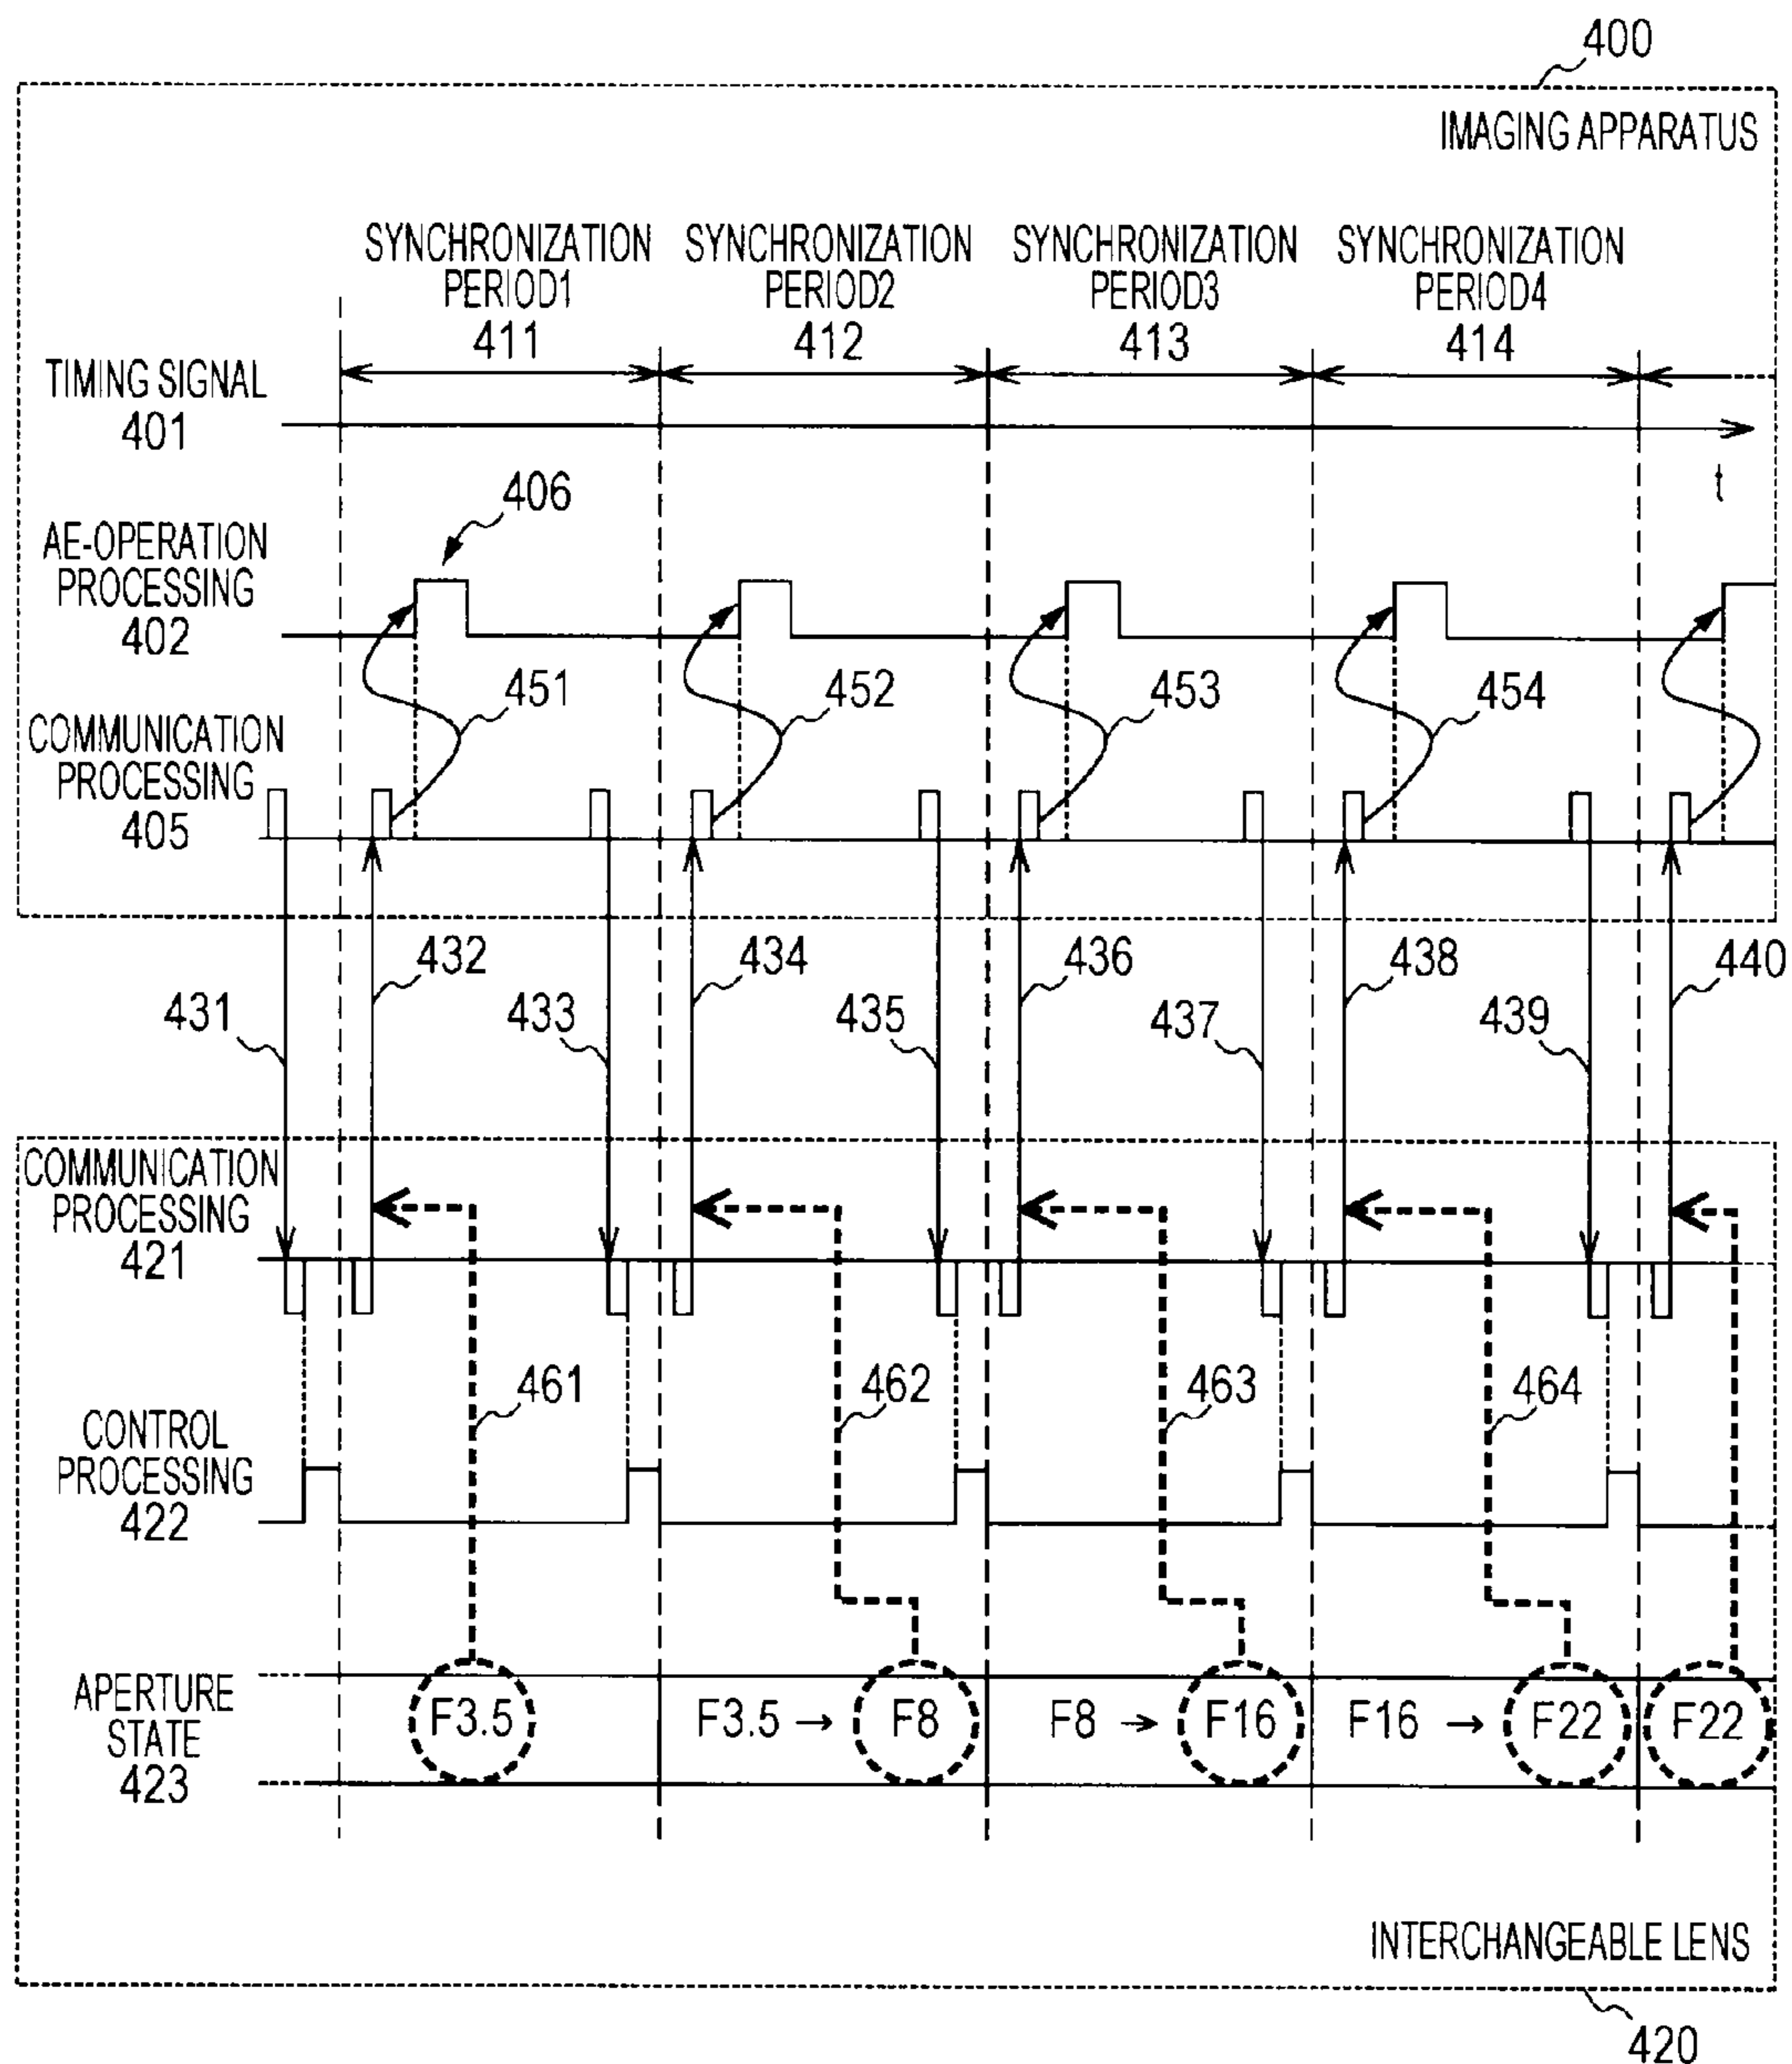 400
IMAGING APPARATUS
SYNCHRONIZATION
PERIOD1
411
SYNCHRONIZATION
PERIOD2
412
SYNCHRONIZATION
PERIOD3
413
SYNCHRONIZATION
PERIOD4
414
TIMING SIGNAL
401
t
406
AE-OPERATION
PROCESSING
402
451
452
453
454
COMMUNICATION
PROCESSING
405
432
434
436
438
440
431
433
435
437
439
COMMUNICATION
PROCESSING
421
461
462
463
464
CONTROL
PROCESSING
422
APERTURE
STATE
423
F3.5
F3.5 → F8
F8 → F16
F16 → F22
F22
INTERCHANGEABLE LENS
420